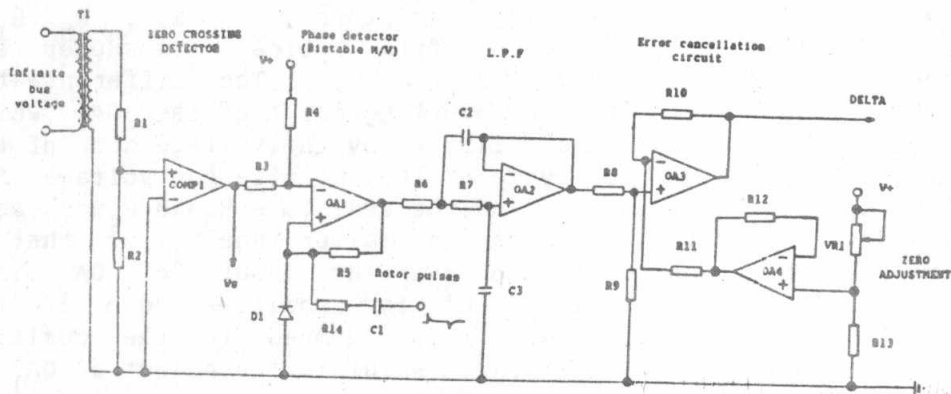 T1
ZERO CROSSING
DETECTOR
Phase detector
(Bistable M/V)
L.P.F
Error cancellation
circuit
Infinite
bus
voltage
V+
R1
R4
C2
R10
DELTA
COMP1
R3
OA1
R6
R7
OA2
R8
OA3
R12
V+
VR1
ZERO
ADJUSTMENT
R2
Vs
R5
Rotor pulses
R11
OA4
D1
R14
C1
C3
R9
R13